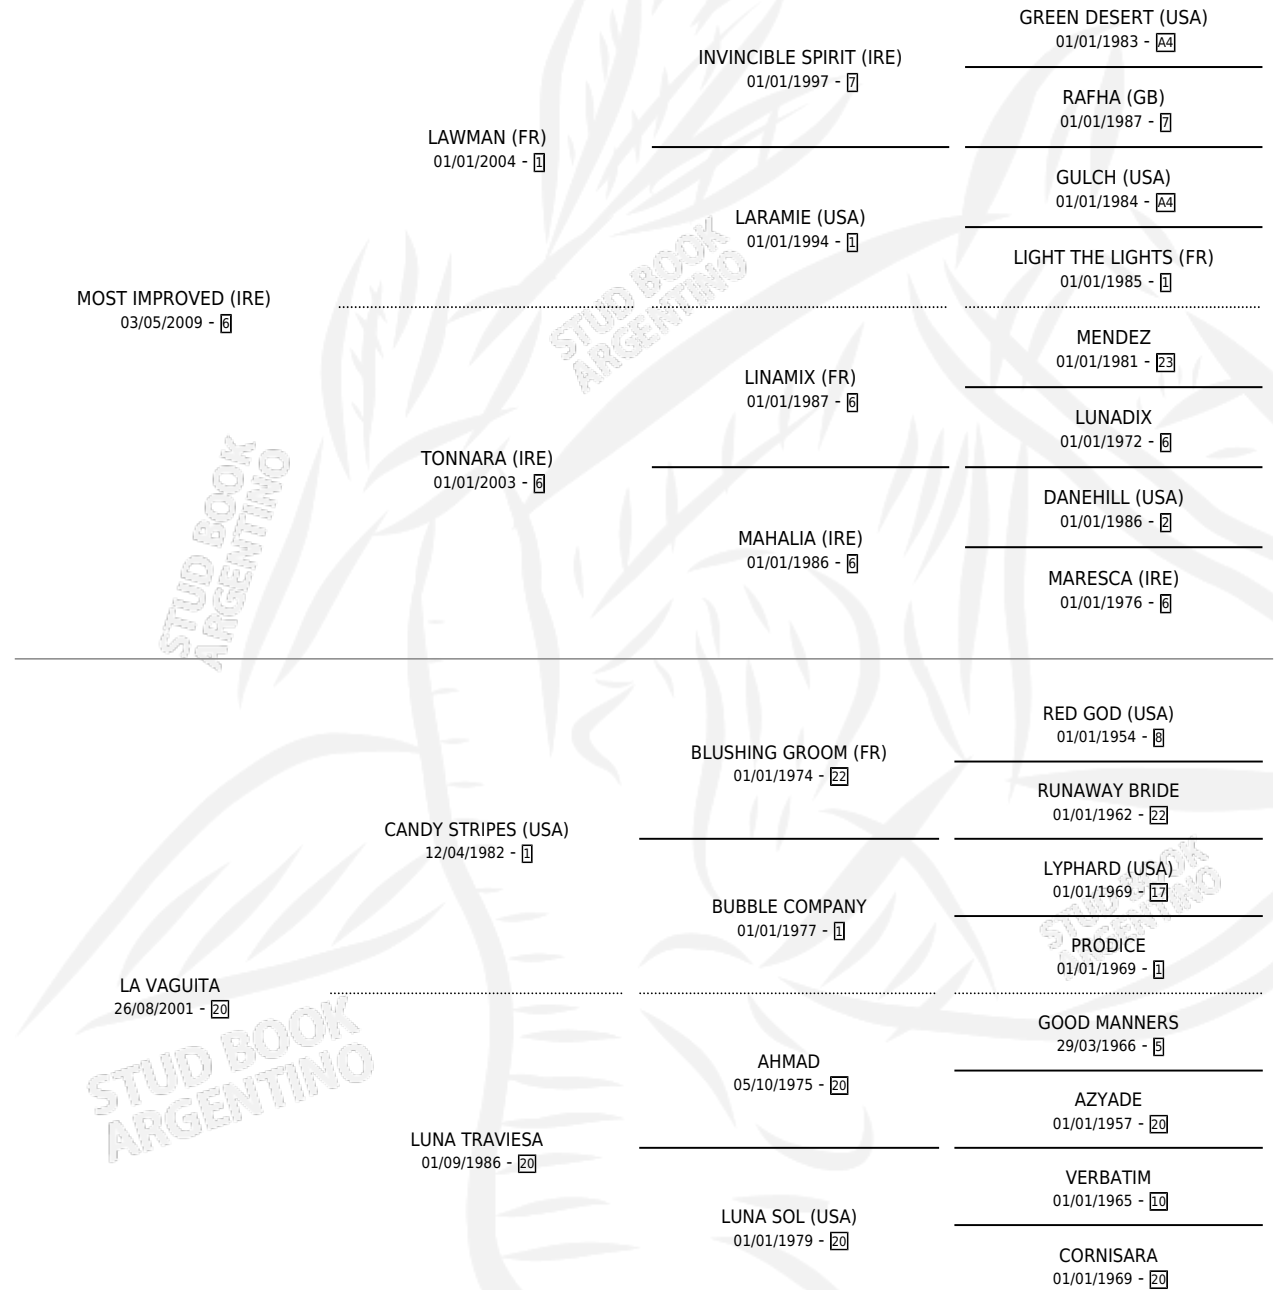 GREEN DESERT (USA)
01/01/1983 - A4
INVINCIBLE SPIRIT (IRE)
01/01/1997 - 7
RAFHA (GB)
01/01/1987 - 7
LAWMAN (FR)
01/01/2004 - 1
GULCH (USA)
01/01/1984 - A4
LARAMIE (USA)
01/01/1994 - 1
LIGHT THE LIGHTS (FR)
01/01/1985 - 1
MOST IMPROVED (IRE)
03/05/2009 - 6
MENDEZ
01/01/1981 - 23
LINAMIX (FR)
01/01/1987 - 6
LUNADIX
01/01/1972 - 6
TONNARA (IRE)
01/01/2003 - 6
DANEHILL (USA)
01/01/1986 - 2
MAHALIA (IRE)
01/01/1986 - 6
MARESCA (IRE)
01/01/1976 - 6
RED GOD (USA)
01/01/1954 - 8
BLUSHING GROOM (FR)
01/01/1974 - 22
RUNAWAY BRIDE
01/01/1962 - 22
CANDY STRIPES (USA)
12/04/1982 - 1
LYPHARD (USA)
01/01/1969 - 17
BUBBLE COMPANY
01/01/1977 - 1
PRODICE
01/01/1969 - 1
LA VAGUITA
26/08/2001 - 20
GOOD MANNERS
29/03/1966 - 5
AHMAD
05/10/1975 - 20
AZYADE
01/01/1957 - 20
LUNA TRAVIESA
01/09/1986 - 20
VERBATIM
01/01/1965 - 10
LUNA SOL (USA)
01/01/1979 - 20
CORNISARA
01/01/1969 - 20
STUD BOOK
ARGENTINO
STUD BOOK
ARGENTINO
STUD BOOK
ARGENTINO
STUD BOOK
ARGENTINO